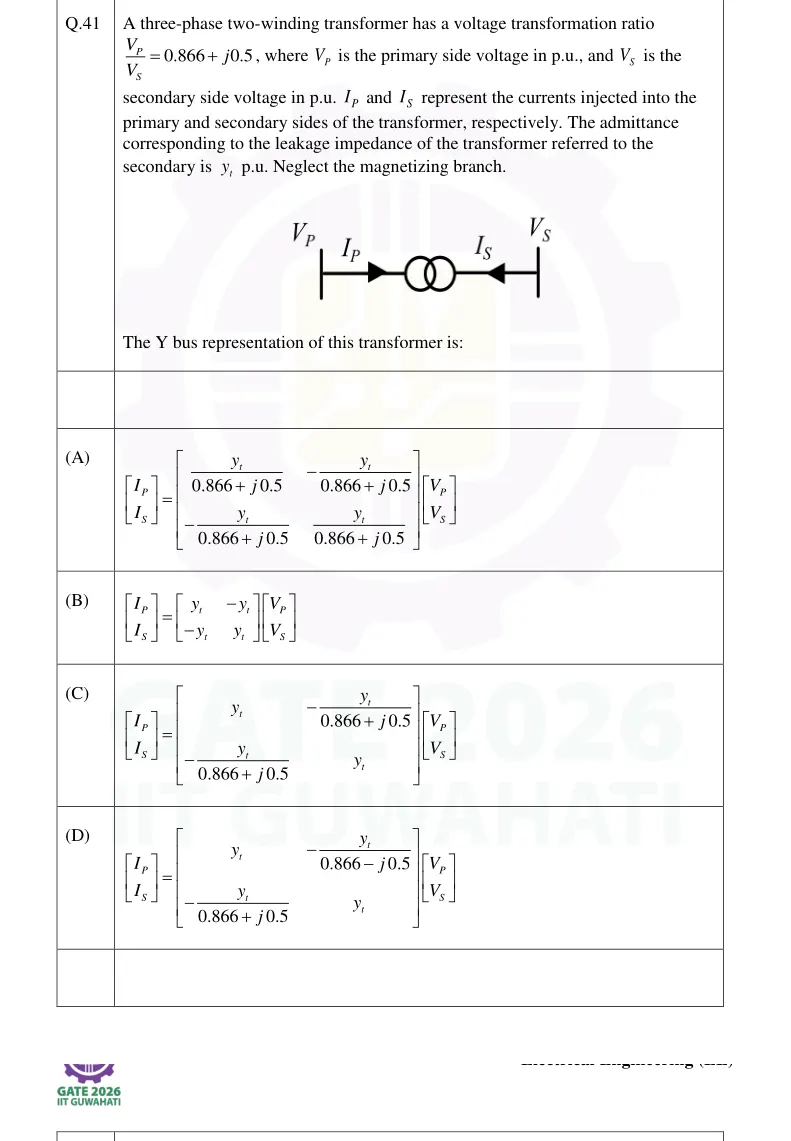 Q.41 A three-phase two-winding transformer has a voltage transformation ratio
V_P/V_S = 0.866 + j0.5, where V_P is the primary side voltage in p.u., and V_S is the
secondary side voltage in p.u. I_P and I_S represent the currents injected into the
primary and secondary sides of the transformer, respectively. The admittance
corresponding to the leakage impedance of the transformer referred to the
secondary is y_t p.u. Neglect the magnetizing branch.
V_P I_P I_S V_S
The Y bus representation of this transformer is:
(A) [I_P; I_S] = [y_t/(0.866 + j0.5), −y_t/(0.866 + j0.5); −y_t/(0.866 + j0.5), y_t/(0.866 + j0.5)] [V_P; V_S]
(B) [I_P; I_S] = [y_t, −y_t; −y_t, y_t] [V_P; V_S]
(C) [I_P; I_S] = [y_t, −y_t/(0.866 + j0.5); −y_t/(0.866 + j0.5), y_t] [V_P; V_S]
(D) [I_P; I_S] = [y_t, −y_t/(0.866 − j0.5); −y_t/(0.866 + j0.5), y_t] [V_P; V_S]
GATE 2026
IIT GUWAHATI
GATE 2026
IIT GUWAHATI